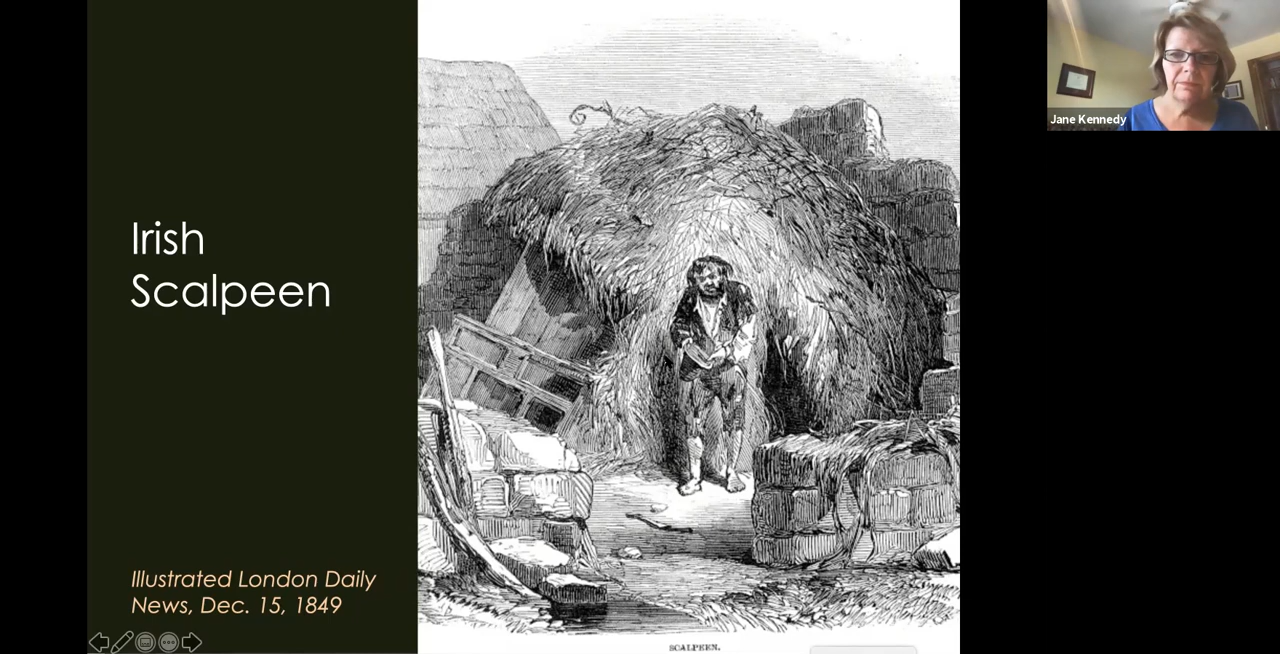 Irish
Scalpeen
Illustrated London Daily
News, Dec. 15, 1849
SCALPEEN.
Jane Kennedy